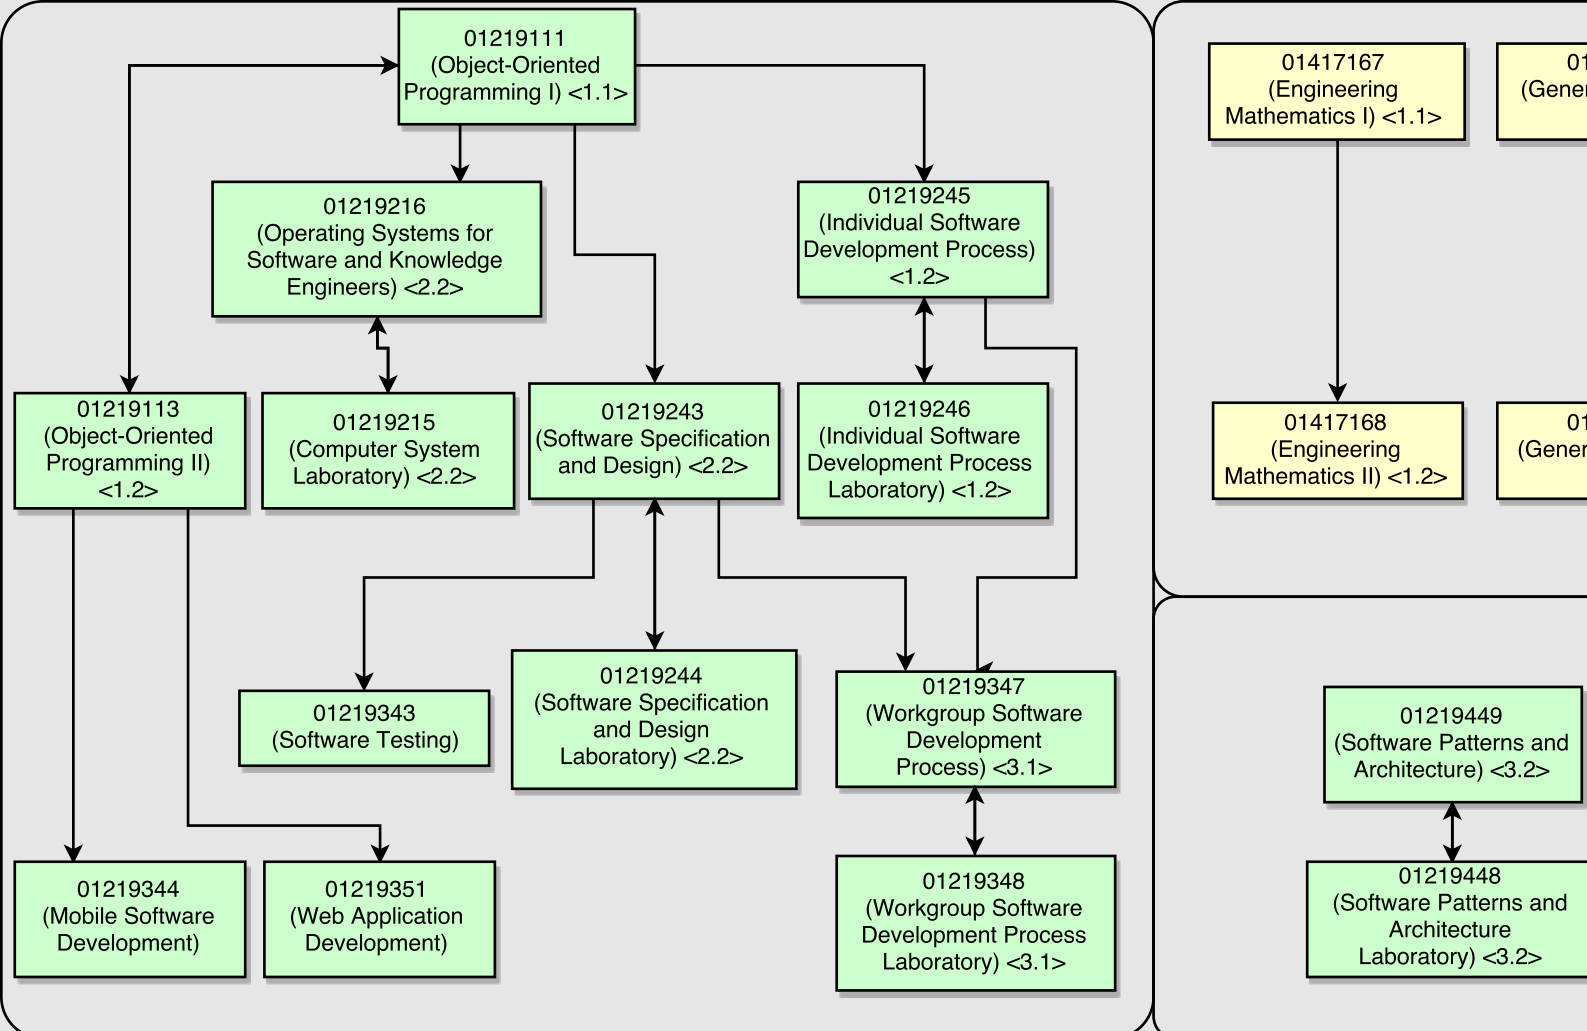 01219111
(Object-Oriented
Programming I) <1.1>
01417167
(Engineering
Mathematics I) <1.1>
01
(Gener
01219216
(Operating Systems for
Software and Knowledge
Engineers) <2.2>
01219245
(Individual Software
Development Process)
<1.2>
01219113
(Object-Oriented
Programming II)
<1.2>
01219215
(Computer System
Laboratory) <2.2>
01219243
(Software Specification
and Design) <2.2>
01219246
(Individual Software
Development Process
Laboratory) <1.2>
01417168
(Engineering
Mathematics II) <1.2>
01
(Gener
01219343
(Software Testing)
01219244
(Software Specification
and Design
Laboratory) <2.2>
01219347
(Workgroup Software
Development
Process) <3.1>
01219449
(Software Patterns and
Architecture) <3.2>
01219344
(Mobile Software
Development)
01219351
(Web Application
Development)
01219348
(Workgroup Software
Development Process
Laboratory) <3.1>
01219448
(Software Patterns and
Architecture
Laboratory) <3.2>